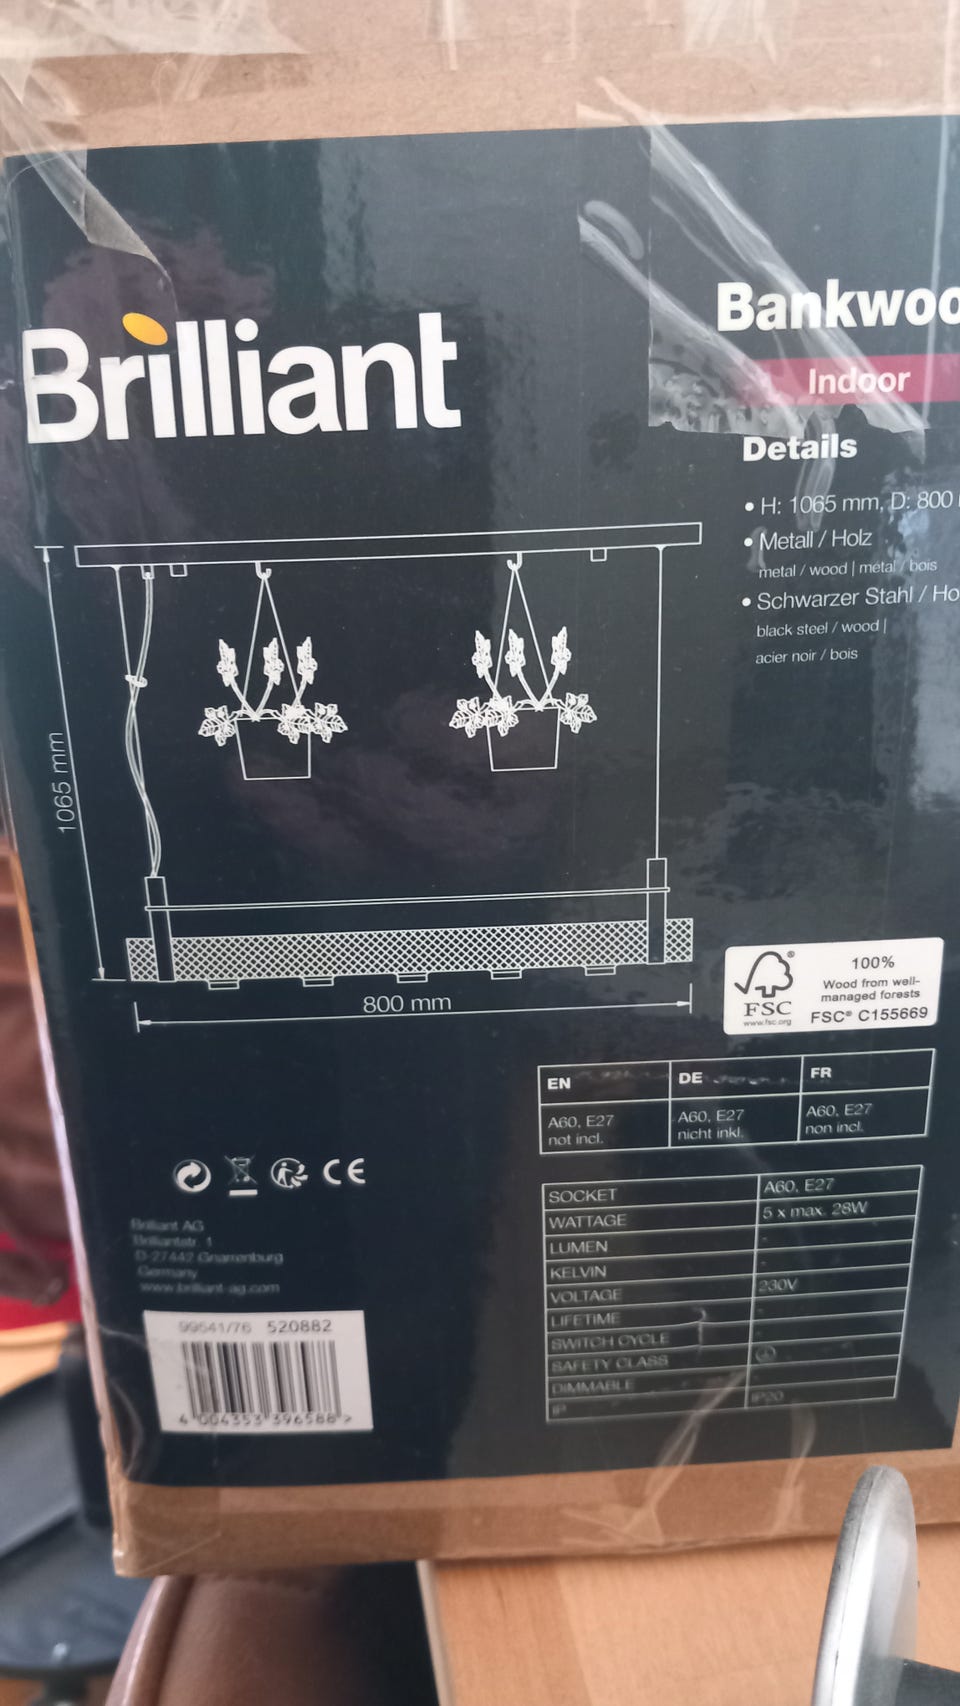 Brilliant
Bankwoo
Indoor
Details
• H: 1065 mm, D: 800
• Metall / Holz
metal / wood | métal / bois
• Schwarzer Stahl / Ho
black steel / wood |
acier noir / bois
1065 mm
800 mm
FSC
www.fsc.org
100%
Wood from well-
managed forests
FSC® C155669
EN DE FR
A60, E27 A60, E27 A60, E27
not incl. nicht inkl. non incl.
SOCKET A60, E27
WATTAGE 5 x max. 28W
LUMEN -
KELVIN -
VOLTAGE 230V
LIFETIME -
SWITCH CYCLE -
SAFETY CLASS
DIMMABLE -
IP IP20
CE
Brilliant AG
Brilliantstr. 1
D-27442 Gnarrenburg
Germany
www.brilliant-ag.com
99541/76 520882
4 004353 396588 >